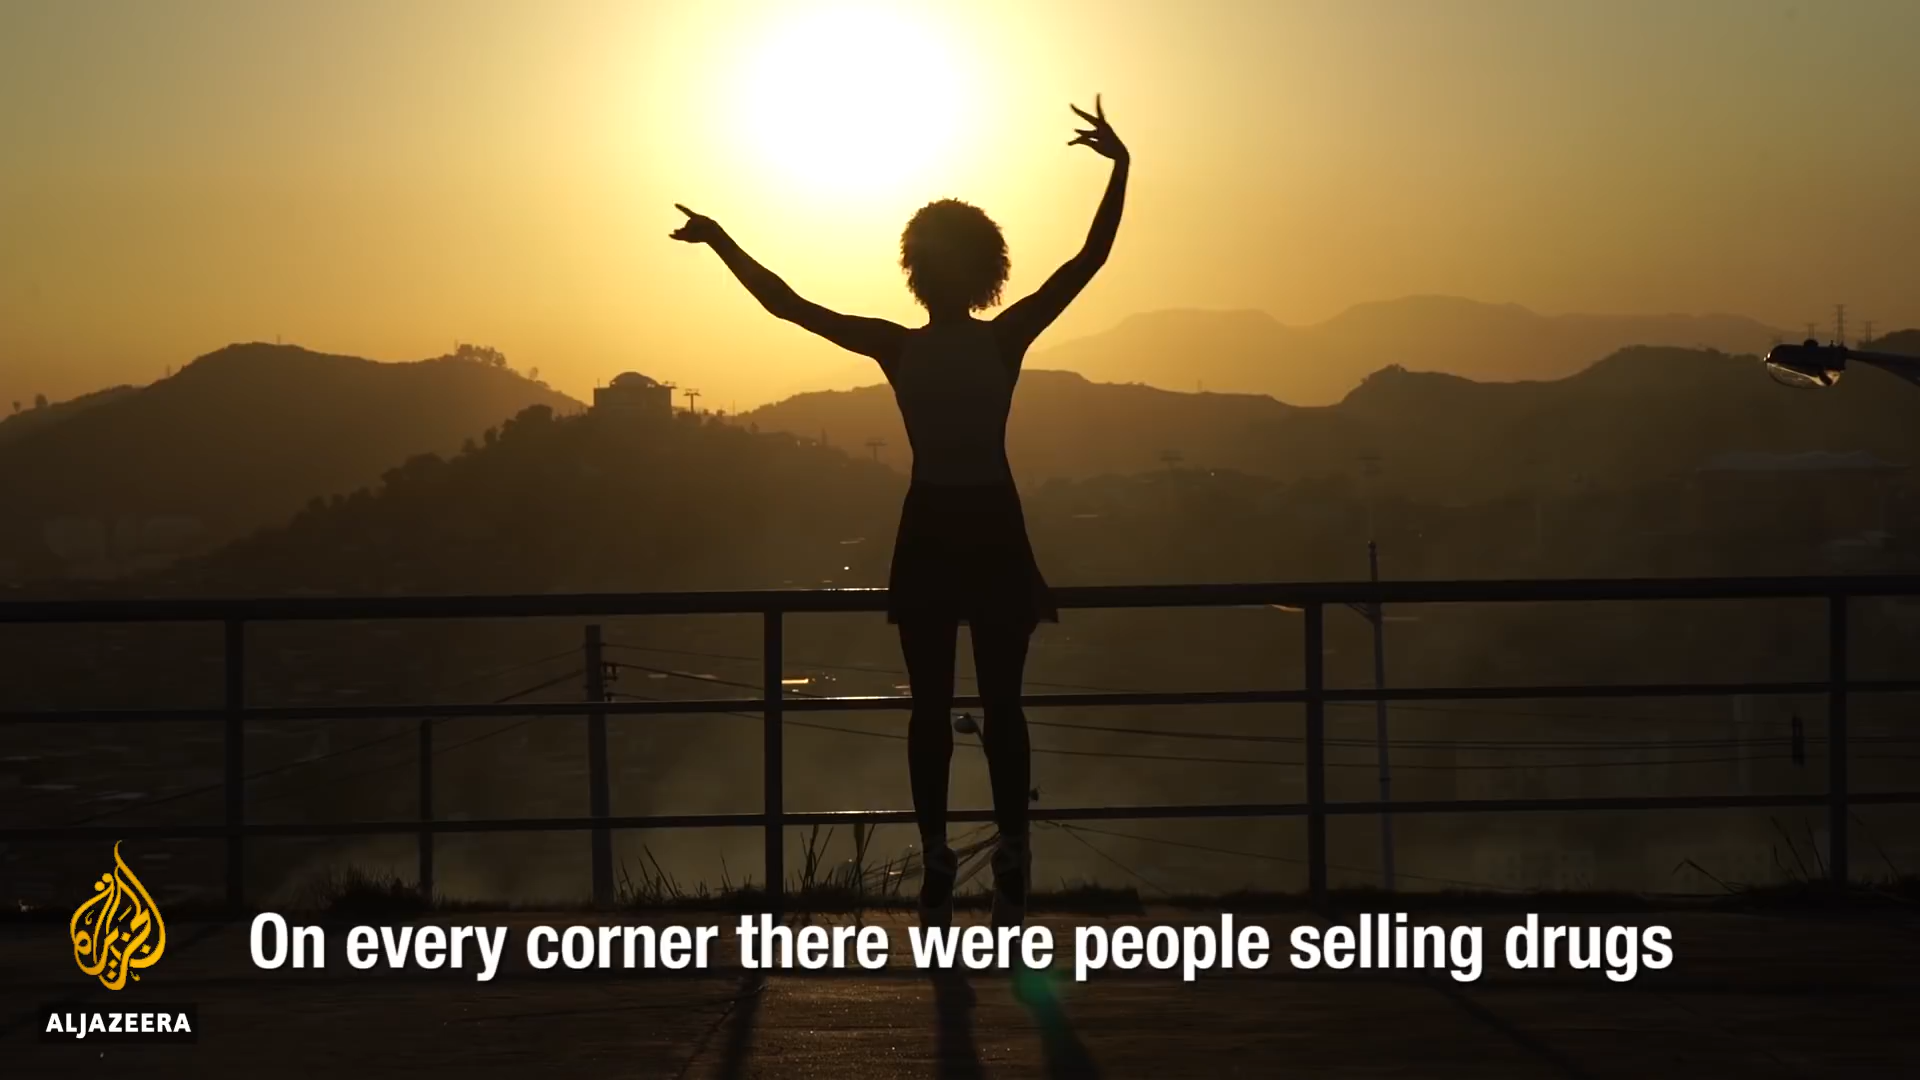 On every corner there were people selling drugs
الجزيرة
ALJAZEERA